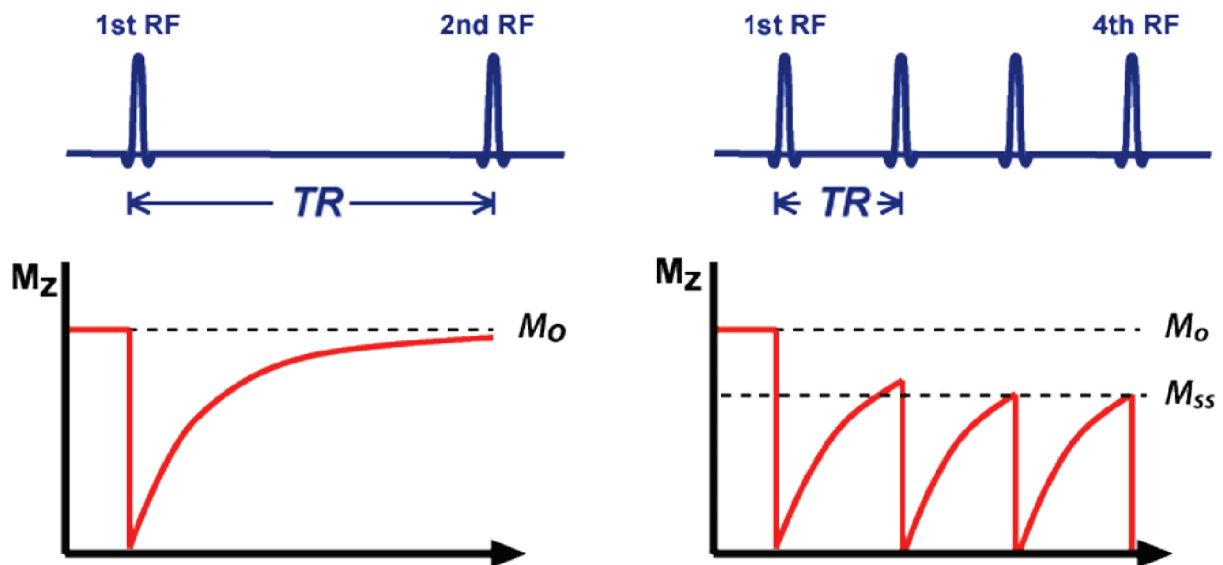 1st RF
2nd RF
TR
Mz
Mo
1st RF
4th RF
TR
Mz
Mo
Mss